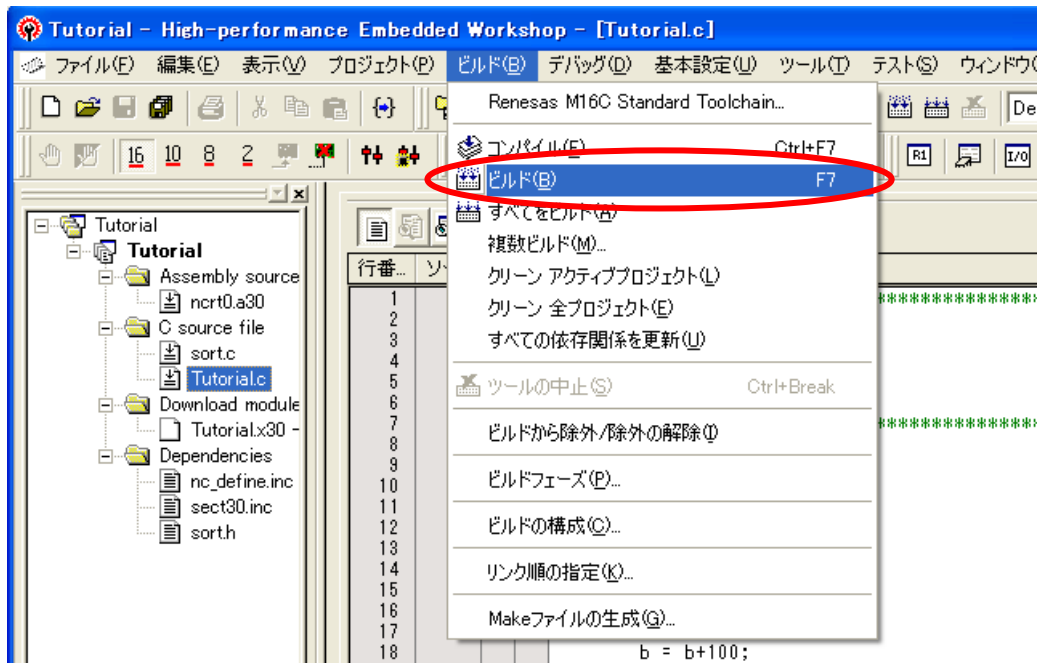 Tutorial - High-performance Embedded Workshop - [Tutorial.c]
ファイル(F) 編集(E) 表示(V) プロジェクト(P) ビルド(B) デバッグ(D) 基本設定(U) ツール(T) テスト(S) ウィンドウ(
De
16 10 8 2
R1 I/O
Renesas M16C Standard Toolchain...
コンパイル(F) Ctrl+F7
ビルド(B) F7
すべてをビルド(A)
複数ビルド(M)...
クリーン アクティブプロジェクト(L)
クリーン 全プロジェクト(E)
すべての依存関係を更新(U)
ツールの中止(S) Ctrl+Break
ビルドから除外/除外の解除(I)
ビルドフェーズ(P)...
ビルドの構成(C)...
リンク順の指定(K)...
Makeファイルの生成(G)...
Tutorial
Tutorial
Assembly source
ncrt0.a30
C source file
sort.c
Tutorial.c
Download module
Tutorial.x30 -
Dependencies
nc_define.inc
sect30.inc
sort.h
行番... ソ
1
2
3
4
5
6
7
8
9
10
11
12
13
14
15
16
17
18 b = b+100;